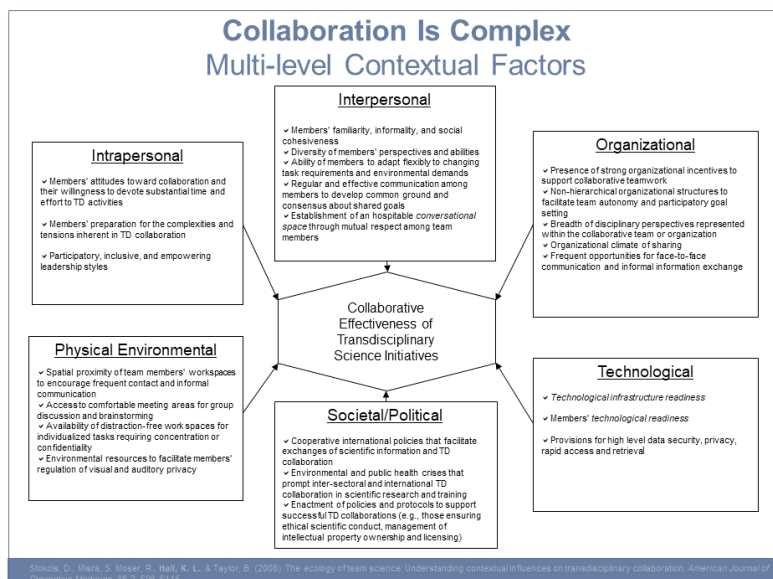 Collaboration Is Complex
Multi-level Contextual Factors
Intrapersonal
✓ Members' attitudes toward collaboration and
their willingness to devote substantial time and
effort to TD activities
✓ Members' preparation for the complexities and
tensions inherent in TD collaboration
✓ Participatory, inclusive, and empowering
leadership styles
Interpersonal
✓ Members' familiarity, informality, and social
cohesiveness
✓ Diversity of members' perspectives and abilities
✓ Ability of members to adapt flexibly to changing
task requirements and environmental demands
✓ Regular and effective communication among
members to develop common ground and
consensus about shared goals
✓ Establishment of an hospitable conversational
space through mutual respect among team
members
Organizational
✓ Presence of strong organizational incentives to
support collaborative teamwork
✓ Non-hierarchical organizational structures to
facilitate team autonomy and participatory goal
setting
✓ Breadth of disciplinary perspectives represented
within the collaborative team or organization
✓ Organizational climate of sharing
✓ Frequent opportunities for face-to-face
communication and informal information exchange
Collaborative
Effectiveness of
Transdisciplinary
Science Initiatives
Physical Environmental
✓ Spatial proximity of team members' workspaces
to encourage frequent contact and informal
communication
✓ Access to comfortable meeting areas for group
discussion and brainstorming
✓ Availability of distraction-free work spaces for
individualized tasks requiring concentration or
confidentiality
✓ Environmental resources to facilitate members'
regulation of visual and auditory privacy
Societal/Political
✓ Cooperative international policies that facilitate
exchanges of scientific information and TD
collaboration
✓ Environmental and public health crises that
prompt inter-sectoral and international TD
collaboration in scientific research and training
✓ Enactment of policies and protocols to support
successful TD collaborations (e.g., those ensuring
ethical scientific conduct, management of
intellectual property ownership and licensing)
Technological
✓ Technological infrastructure readiness
✓ Members' technological readiness
✓ Provisions for high level data security, privacy,
rapid access and retrieval
Stokols, D., Misra, S. Moser, R., Hall, K. L., & Taylor, B. (2008). The ecology of team science: Understanding contextual influences on transdisciplinary collaboration. American Journal of